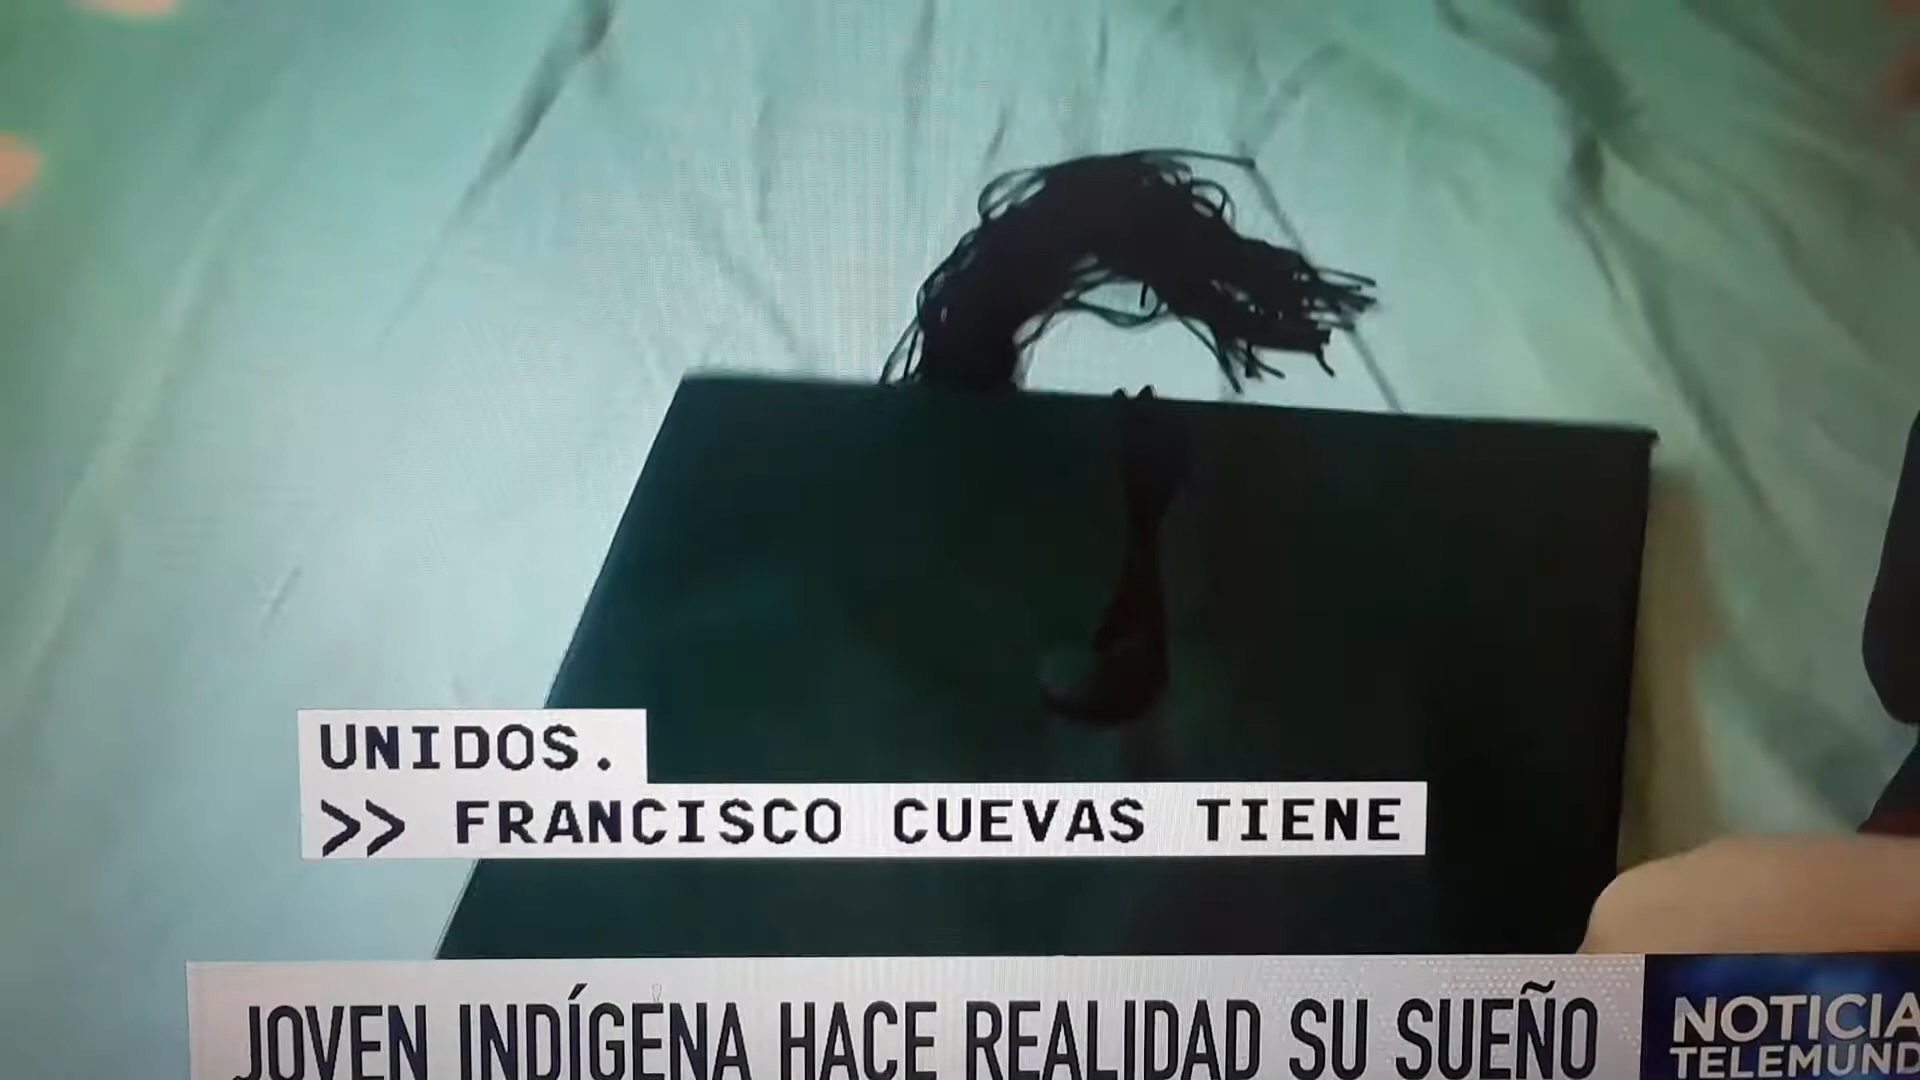 UNIDOS.
>> FRANCISCO CUEVAS TIENE
JOVEN INDÍGENA HACE REALIDAD SU SUEÑO
NOTICIA
TELEMUND